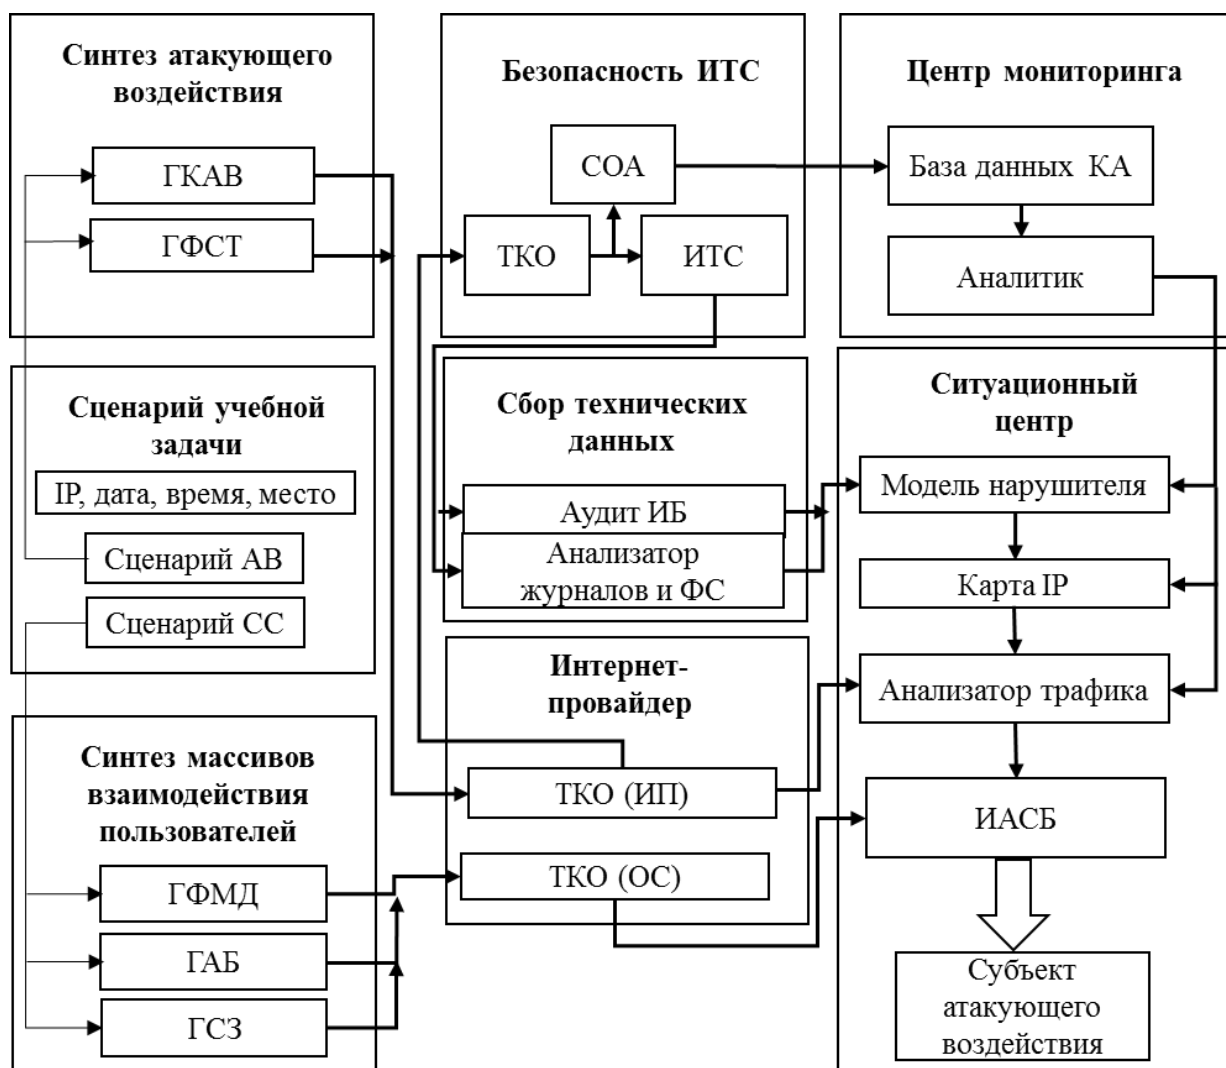 Синтез атакующего
воздействия
ГКАВ
ГФСТ
Безопасность ИТС
СОА
ТКО
ИТС
Центр мониторинга
База данных КА
Аналитик
Сценарий учебной
задачи
IP, дата, время, место
Сценарий АВ
Сценарий СС
Сбор технических
данных
Аудит ИБ
Анализатор
журналов и ФС
Ситуационный
центр
Модель нарушителя
Карта IP
Анализатор трафика
ИАСБ
Субъект
атакующего
воздействия
Интернет-
провайдер
ТКО (ИП)
ТКО (ОС)
Синтез массивов
взаимодействия
пользователей
ГФМД
ГАБ
ГСЗ